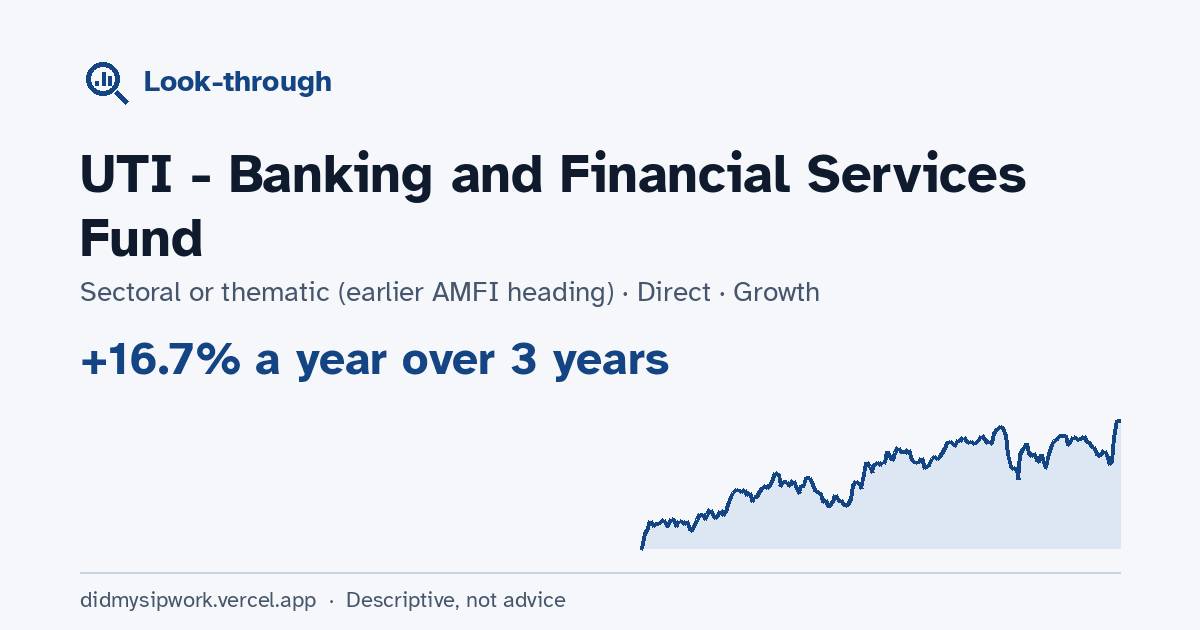 Look-through
UTI - Banking and Financial Services
Fund
Sectoral or thematic (earlier AMFI heading) · Direct · Growth
+16.7% a year over 3 years
didmysipwork.vercel.app · Descriptive, not advice